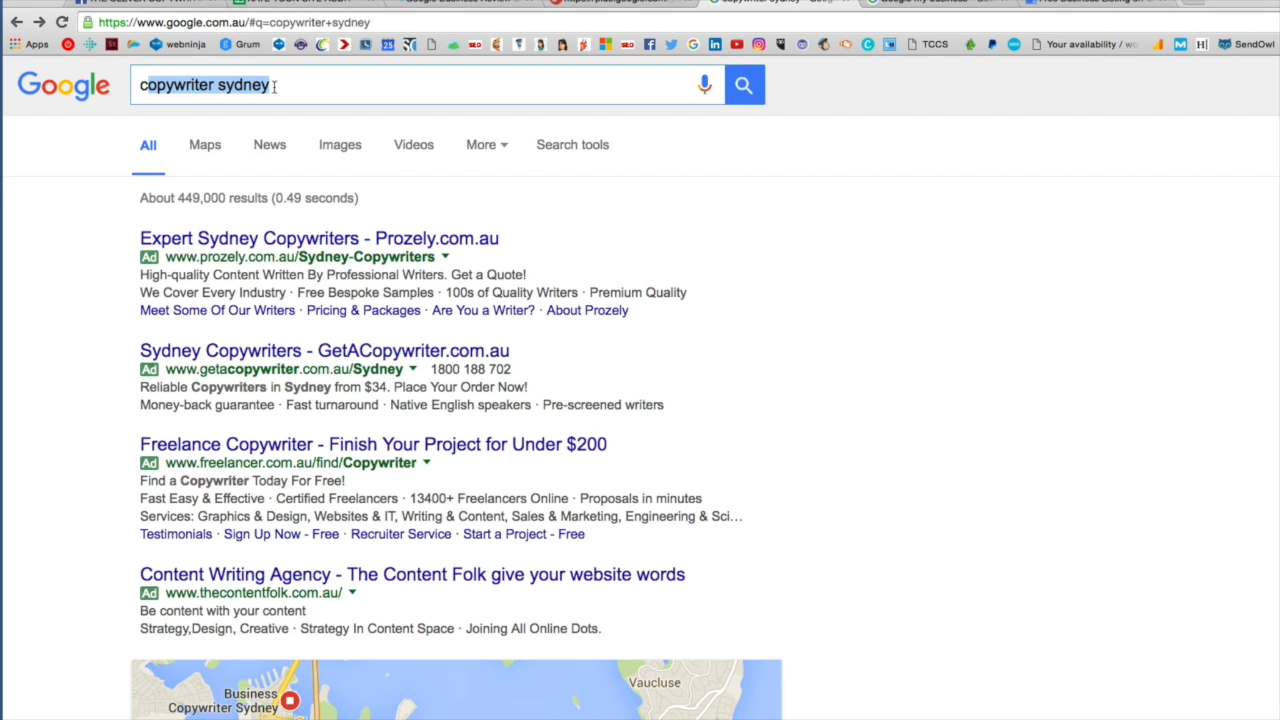 https://www.google.com.au/#q=copywriter+sydney
Apps webninja Grum 25 SEO SEO TCCS Your availability / wo SendOwl
Google copywriter sydney
All Maps News Images Videos More Search tools
About 449,000 results (0.49 seconds)
Expert Sydney Copywriters - Prozely.com.au
Ad www.prozely.com.au/Sydney-Copywriters
High-quality Content Written By Professional Writers. Get a Quote!
We Cover Every Industry · Free Bespoke Samples · 100s of Quality Writers · Premium Quality
Meet Some Of Our Writers · Pricing & Packages · Are You a Writer? · About Prozely
Sydney Copywriters - GetACopywriter.com.au
Ad www.getacopywriter.com.au/Sydney 1800 188 702
Reliable Copywriters in Sydney from $34. Place Your Order Now!
Money-back guarantee · Fast turnaround · Native English speakers · Pre-screened writers
Freelance Copywriter - Finish Your Project for Under $200
Ad www.freelancer.com.au/find/Copywriter
Find a Copywriter Today For Free!
Fast Easy & Effective · Certified Freelancers · 13400+ Freelancers Online · Proposals in minutes
Services: Graphics & Design, Websites & IT, Writing & Content, Sales & Marketing, Engineering & Sci...
Testimonials · Sign Up Now - Free · Recruiter Service · Start a Project - Free
Content Writing Agency - The Content Folk give your website words
Ad www.thecontentfolk.com.au/
Be content with your content
Strategy,Design, Creative · Strategy In Content Space · Joining All Online Dots.
Business
Copywriter Sydney
Vaucluse